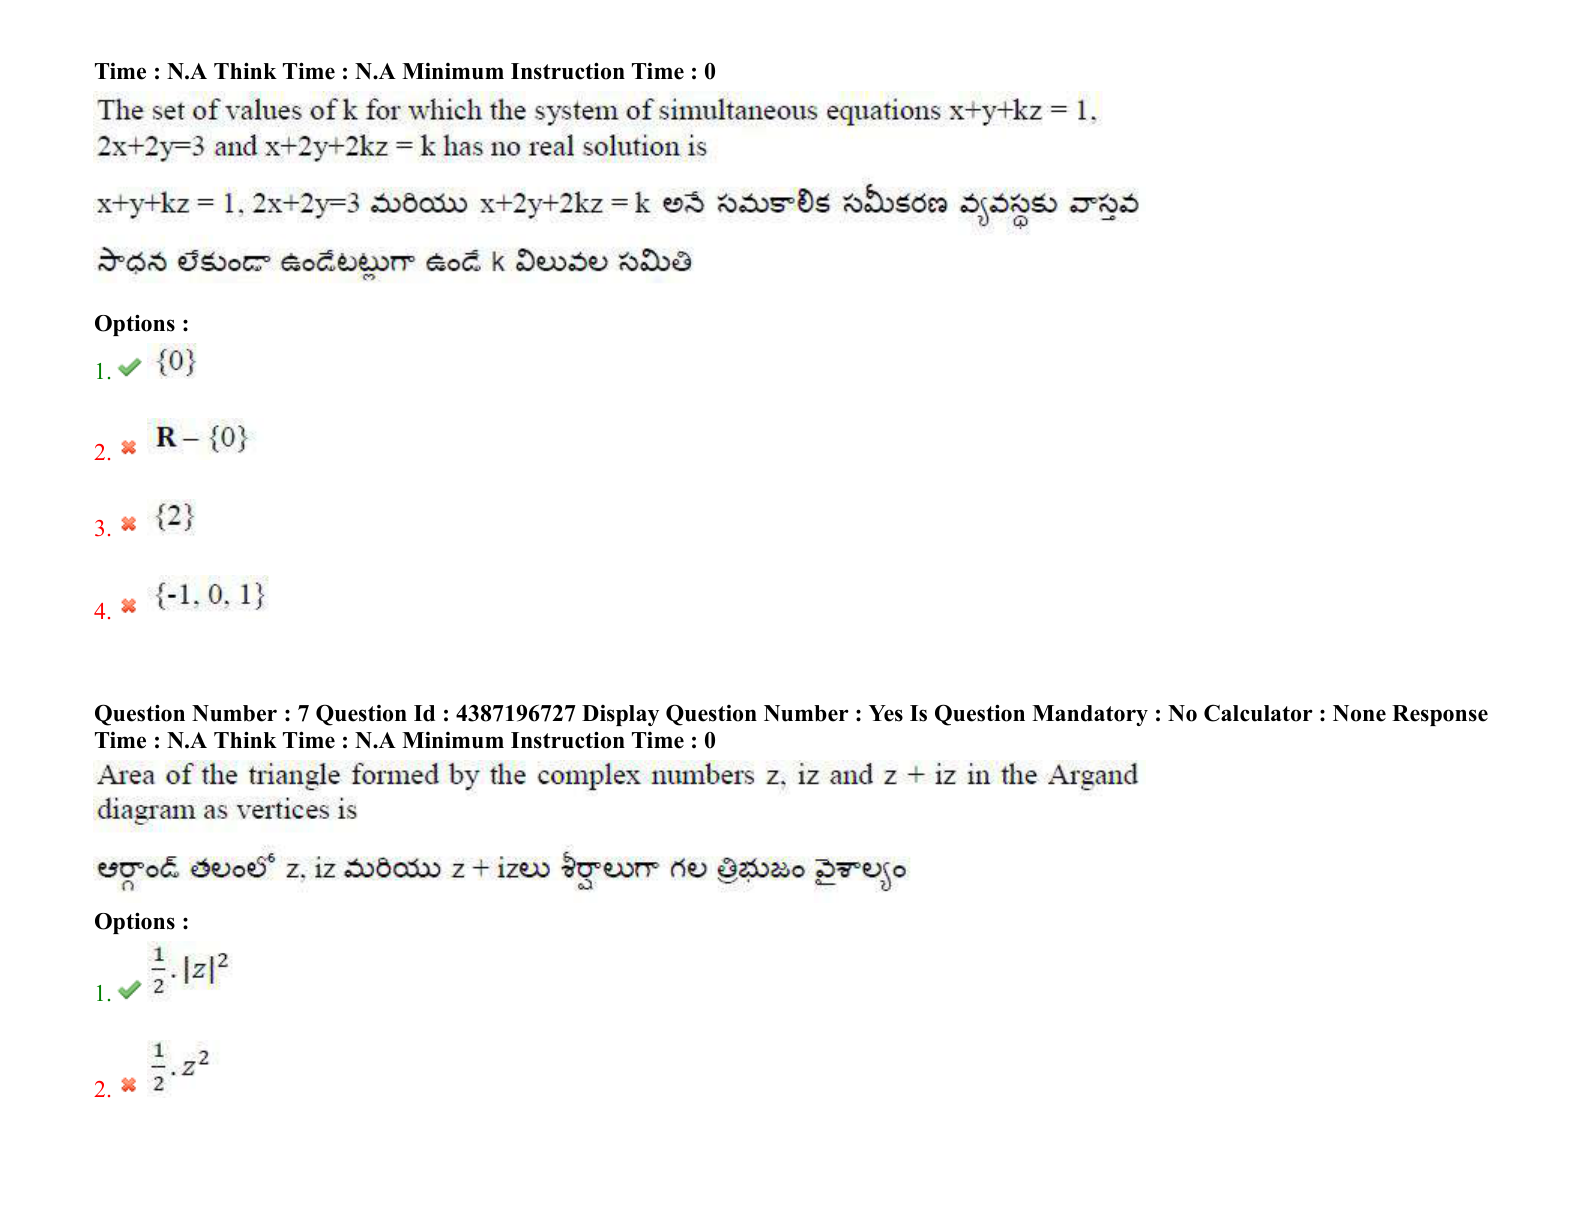 Time : N.A Think Time : N.A Minimum Instruction Time : 0
The set of values of k for which the system of simultaneous equations x+y+kz = 1,
2x+2y=3 and x+2y+2kz = k has no real solution is
x+y+kz = 1, 2x+2y=3 మరియు x+2y+2kz = k అనే సమకాలిక సమీకరణ వ్యవస్థకు వాస్తవ
సాధన లేకుండా ఉండేటట్లుగా ఉండే k విలువల సమితి
Options :
1. {0}
2. R – {0}
3. {2}
4. {-1, 0, 1}
Question Number : 7 Question Id : 4387196727 Display Question Number : Yes Is Question Mandatory : No Calculator : None Response
Time : N.A Think Time : N.A Minimum Instruction Time : 0
Area of the triangle formed by the complex numbers z, iz and z + iz in the Argand
diagram as vertices is
ఆర్గాండ్ తలంలో z, iz మరియు z + izలు శీర్షాలుగా గల త్రిభుజం వైశాల్యం
Options :
1. 1/2 . |z|²
2. 1/2 . z²